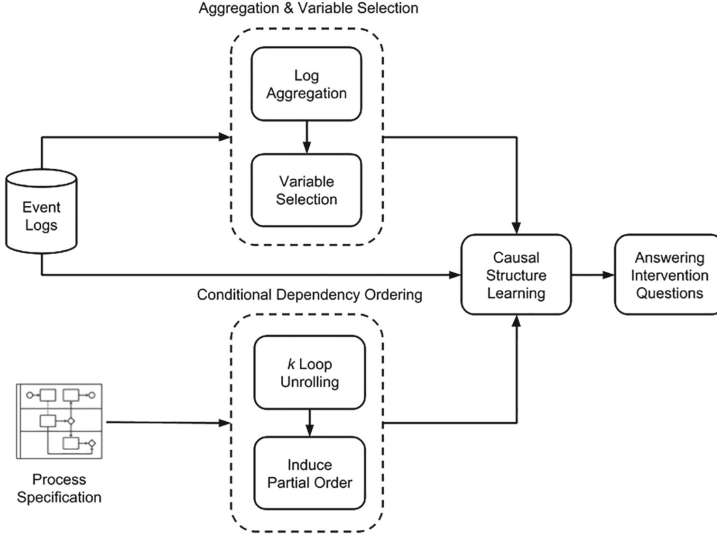 Aggregation & Variable Selection
Log
Aggregation
Variable
Selection
Event
Logs
Causal
Structure
Learning
Answering
Intervention
Questions
Conditional Dependency Ordering
k Loop
Unrolling
Induce
Partial Order
Process
Specification